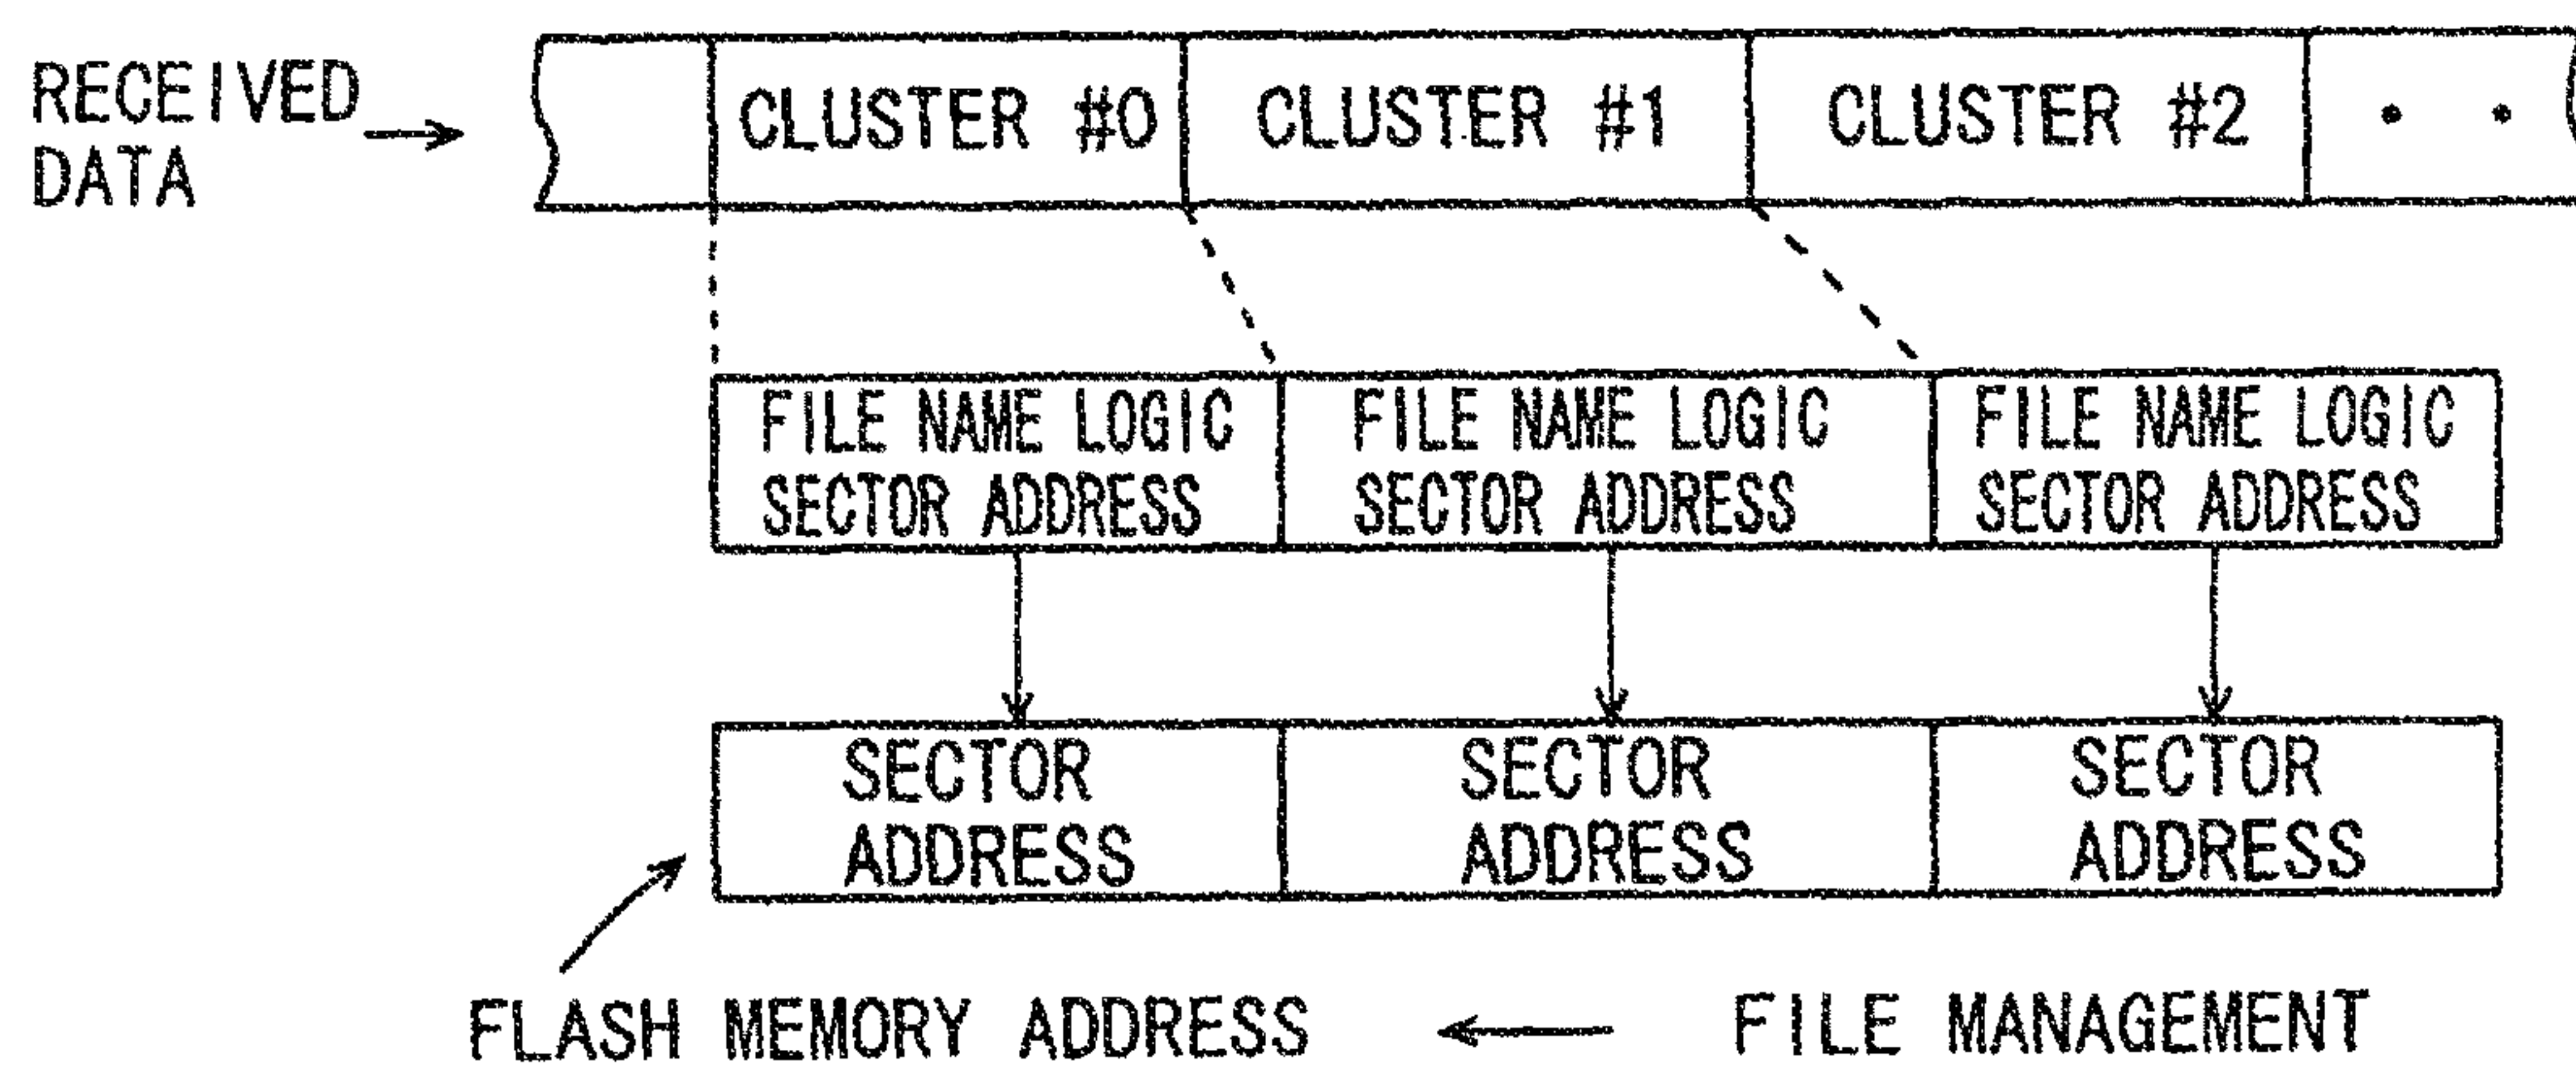 RECEIVED
DATA
CLUSTER #0
CLUSTER #1
CLUSTER #2
• •
FILE NAME LOGIC
SECTOR ADDRESS
FILE NAME LOGIC
SECTOR ADDRESS
FILE NAME LOGIC
SECTOR ADDRESS
SECTOR
ADDRESS
SECTOR
ADDRESS
SECTOR
ADDRESS
FLASH MEMORY ADDRESS
FILE MANAGEMENT